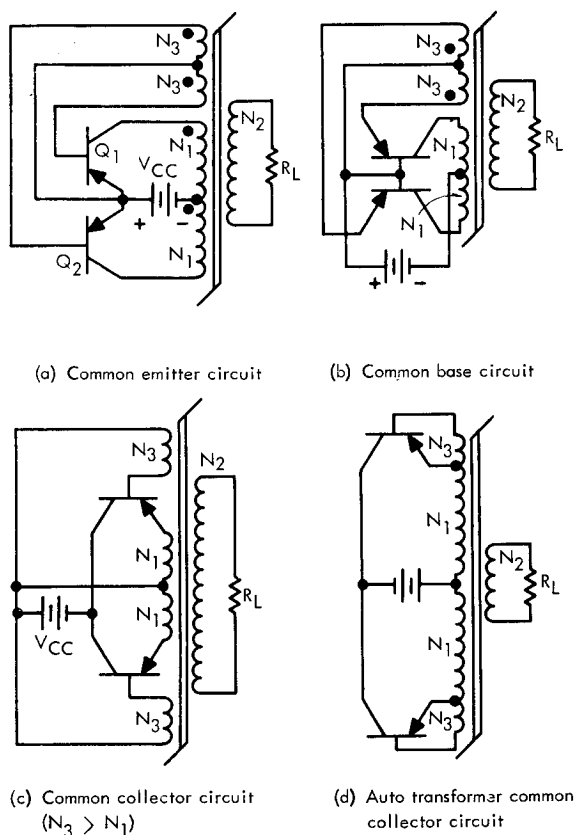 N3
N3
Q1
N1
VCC
+ -
N1
Q2
N2
RL
(a) Common emitter circuit
N3
N3
N1
N1
+ -
N2
RL
(b) Common base circuit
N3
N1
N1
VCC
N3
N2
RL
(c) Common collector circuit
(N3 > N1)
N3
N1
N1
N3
N2
RL
(d) Auto transformer common
collector circuit